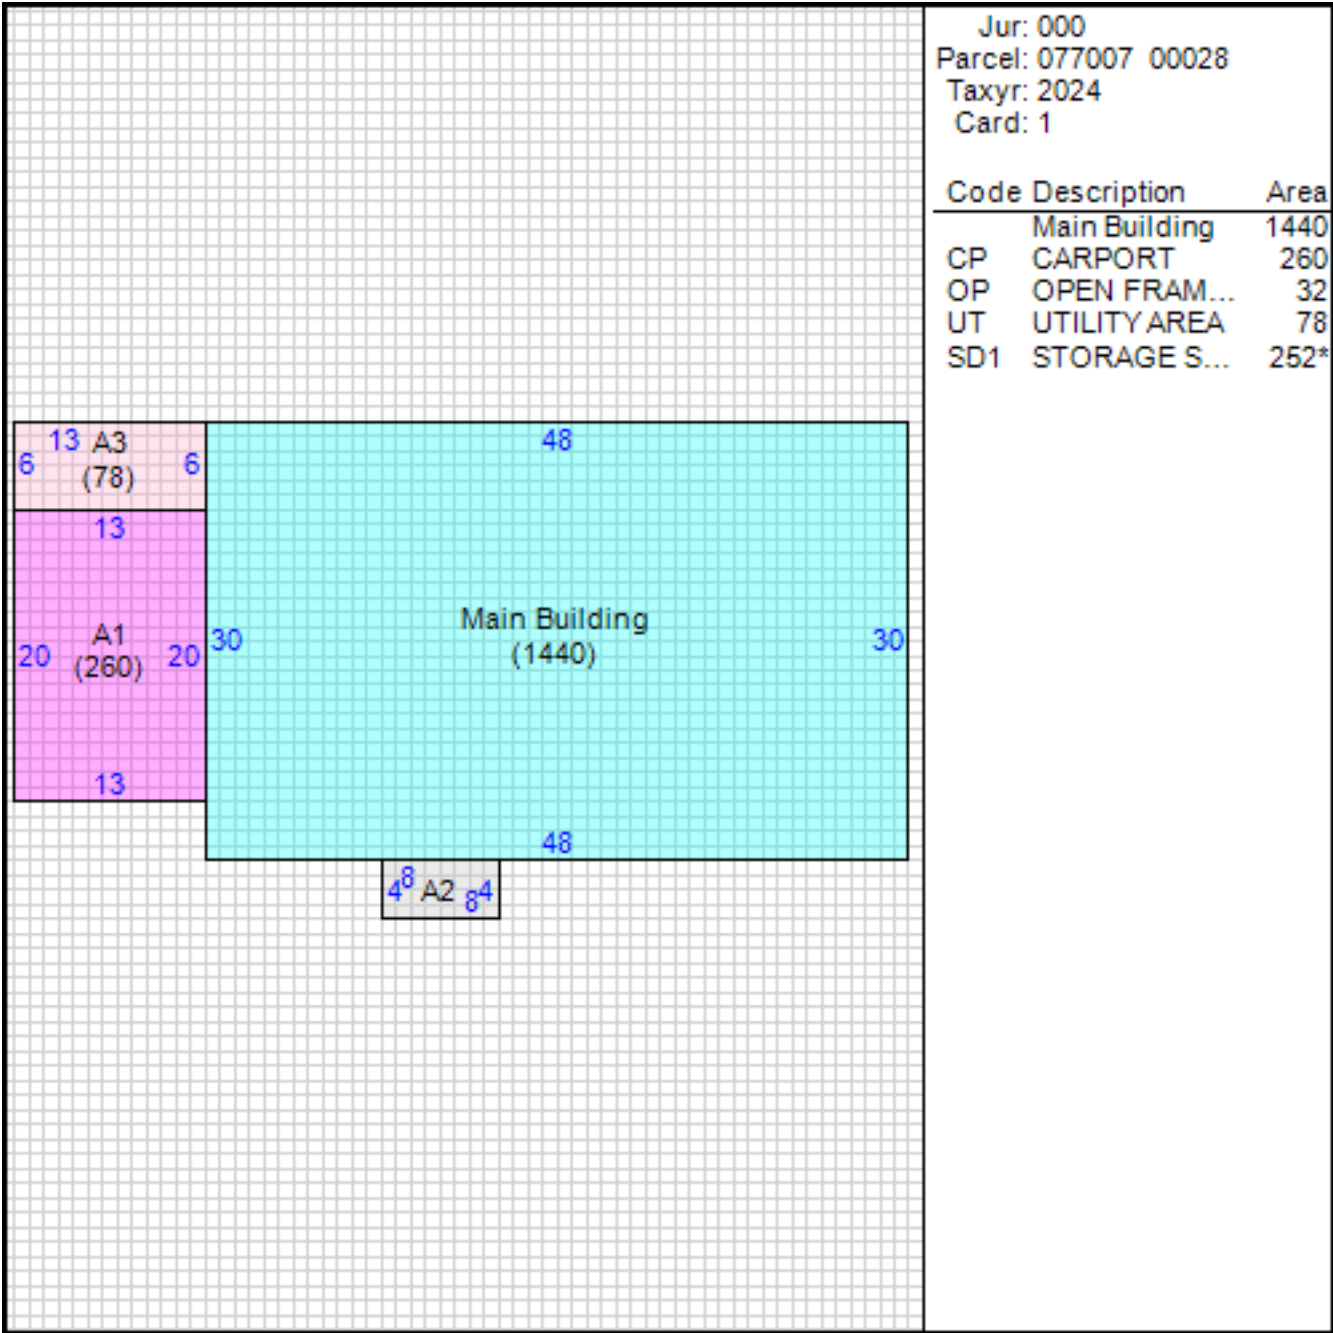 Jur: 000
Parcel: 077007 00028
Taxyr: 2024
Card: 1
Code Description Area
Main Building 1440
CP CARPORT 260
OP OPEN FRAM... 32
UT UTILITY AREA 78
SD1 STORAGE S... 252*
13 A3
6 6
(78)
13
A1
20 (260) 20
13
48
Main Building
30 30
(1440)
48
8
4 A2 4
8